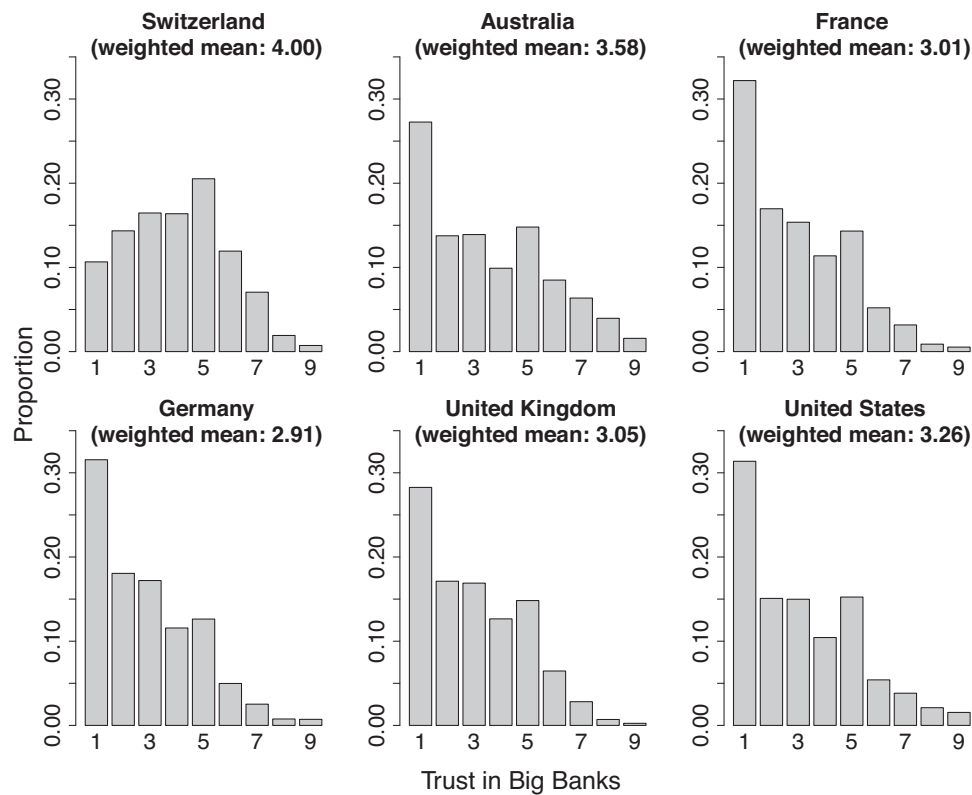 Switzerland
(weighted mean: 4.00)
Australia
(weighted mean: 3.58)
France
(weighted mean: 3.01)
0.30
0.20
0.10
0.00
1 3 5 7 9
0.30
0.20
0.10
0.00
1 3 5 7 9
0.30
0.20
0.10
0.00
1 3 5 7 9
Proportion
Germany
(weighted mean: 2.91)
United Kingdom
(weighted mean: 3.05)
United States
(weighted mean: 3.26)
0.30
0.20
0.10
0.00
1 3 5 7 9
0.30
0.20
0.10
0.00
1 3 5 7 9
0.30
0.20
0.10
0.00
1 3 5 7 9
Trust in Big Banks